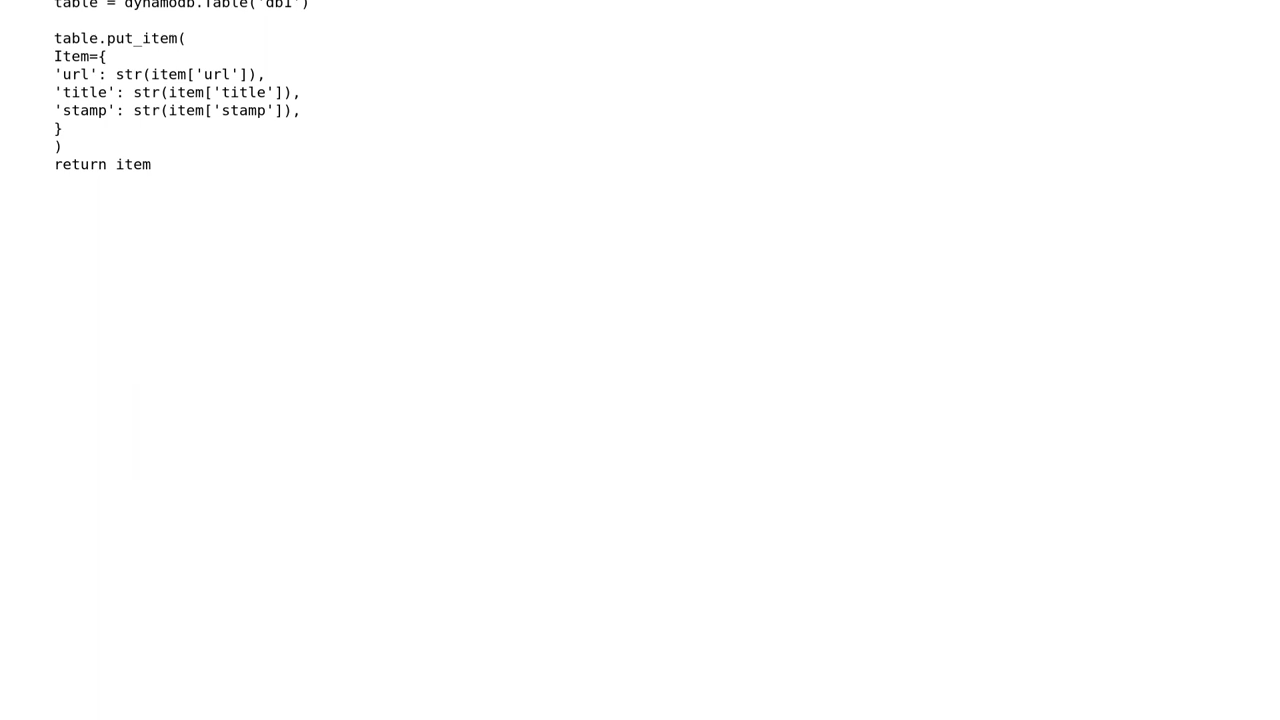 table = dynamodb.Table('db1')

table.put_item(
Item={
'url': str(item['url']),
'title': str(item['title']),
'stamp': str(item['stamp']),
}
)
return item